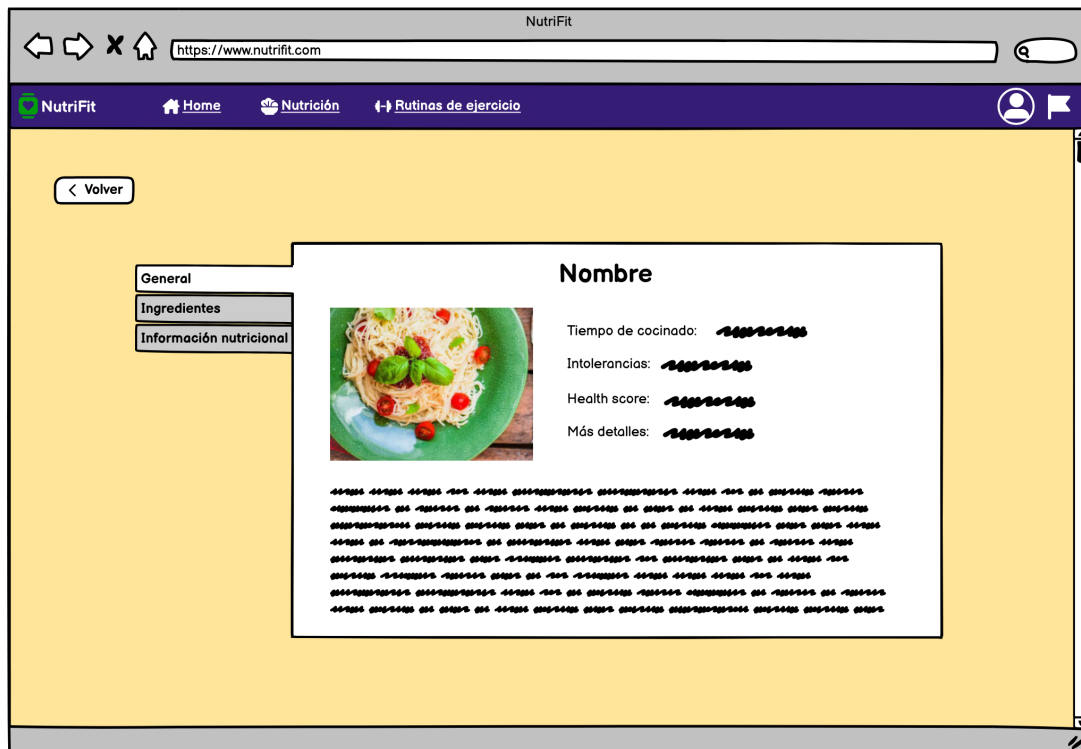 NutriFit
https://www.nutrifit.com
NutriFit Home Nutrición Rutinas de ejercicio
Volver
General
Ingredientes
Información nutricional
Nombre
Tiempo de cocinado:
Intolerancias:
Health score:
Más detalles: